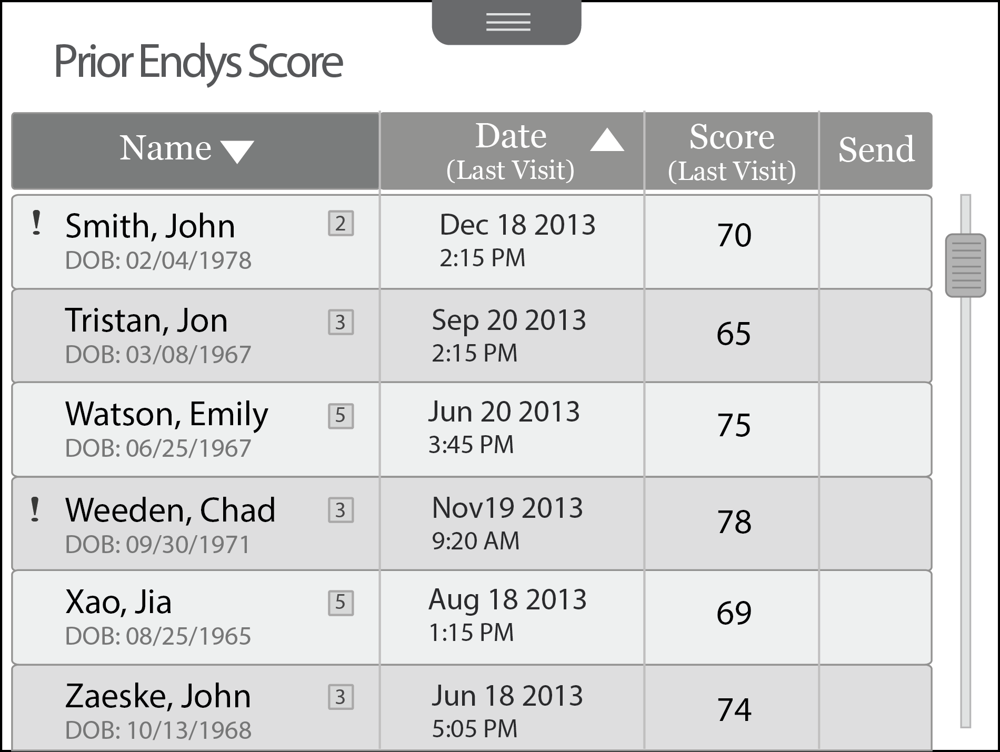 Prior Endys Score
Name
Date
(Last Visit)
Score
(Last Visit)
Send
! Smith, John 2
DOB: 02/04/1978
Dec 18 2013
2:15 PM
70
Tristan, Jon 3
DOB: 03/08/1967
Sep 20 2013
2:15 PM
65
Watson, Emily 5
DOB: 06/25/1967
Jun 20 2013
3:45 PM
75
! Weeden, Chad 3
DOB: 09/30/1971
Nov19 2013
9:20 AM
78
Xao, Jia 5
DOB: 08/25/1965
Aug 18 2013
1:15 PM
69
Zaeske, John 3
DOB: 10/13/1968
Jun 18 2013
5:05 PM
74